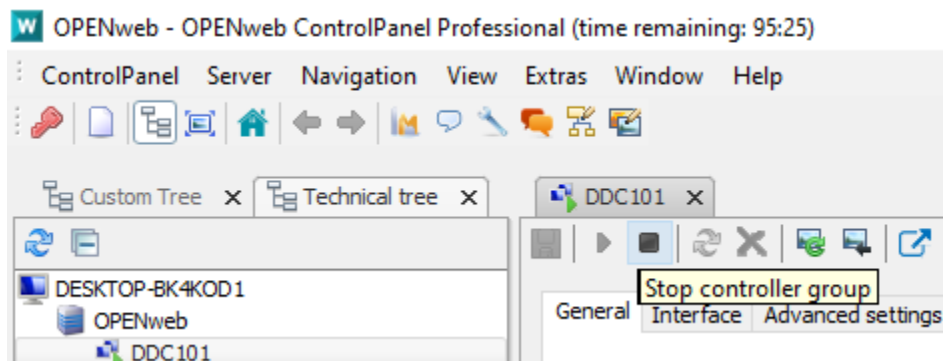 W OPENweb - OPENweb ControlPanel Professional (time remaining: 95:25)
ControlPanel Server Navigation View Extras Window Help
Custom Tree X Technical tree X DDC101 X
Stop controller group
DESKTOP-BK4KOD1
General Interface Advanced settings
OPENweb
DDC101